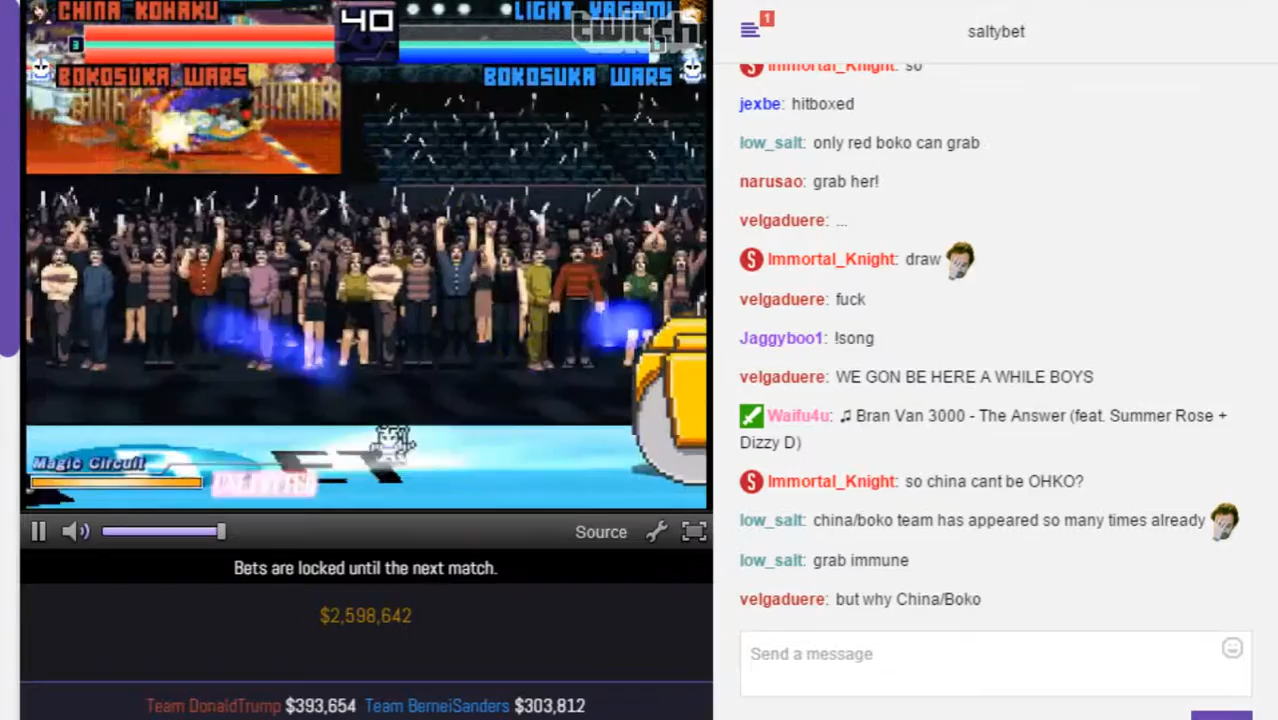 CHINA KOHAKU
40
LIGHT YAGAMI
twitch
3
BOKOSUKA WARS
BOKOSUKA WARS
Magic Circuit
Source
Bets are locked until the next match.
$2,598,642
Team DonaldTrump $393,654 Team BerneiSanders $303,812
1
saltybet
Immortal_Knight: so
jexbe: hitboxed
low_salt: only red boko can grab
narusao: grab her!
velgaduere: ...
Immortal_Knight: draw
velgaduere: fuck
Jaggyboo1: !song
velgaduere: WE GON BE HERE A WHILE BOYS
Waifu4u: ♫ Bran Van 3000 - The Answer (feat. Summer Rose +
Dizzy D)
Immortal_Knight: so china cant be OHKO?
low_salt: china/boko team has appeared so many times already
low_salt: grab immune
velgaduere: but why China/Boko
Send a message